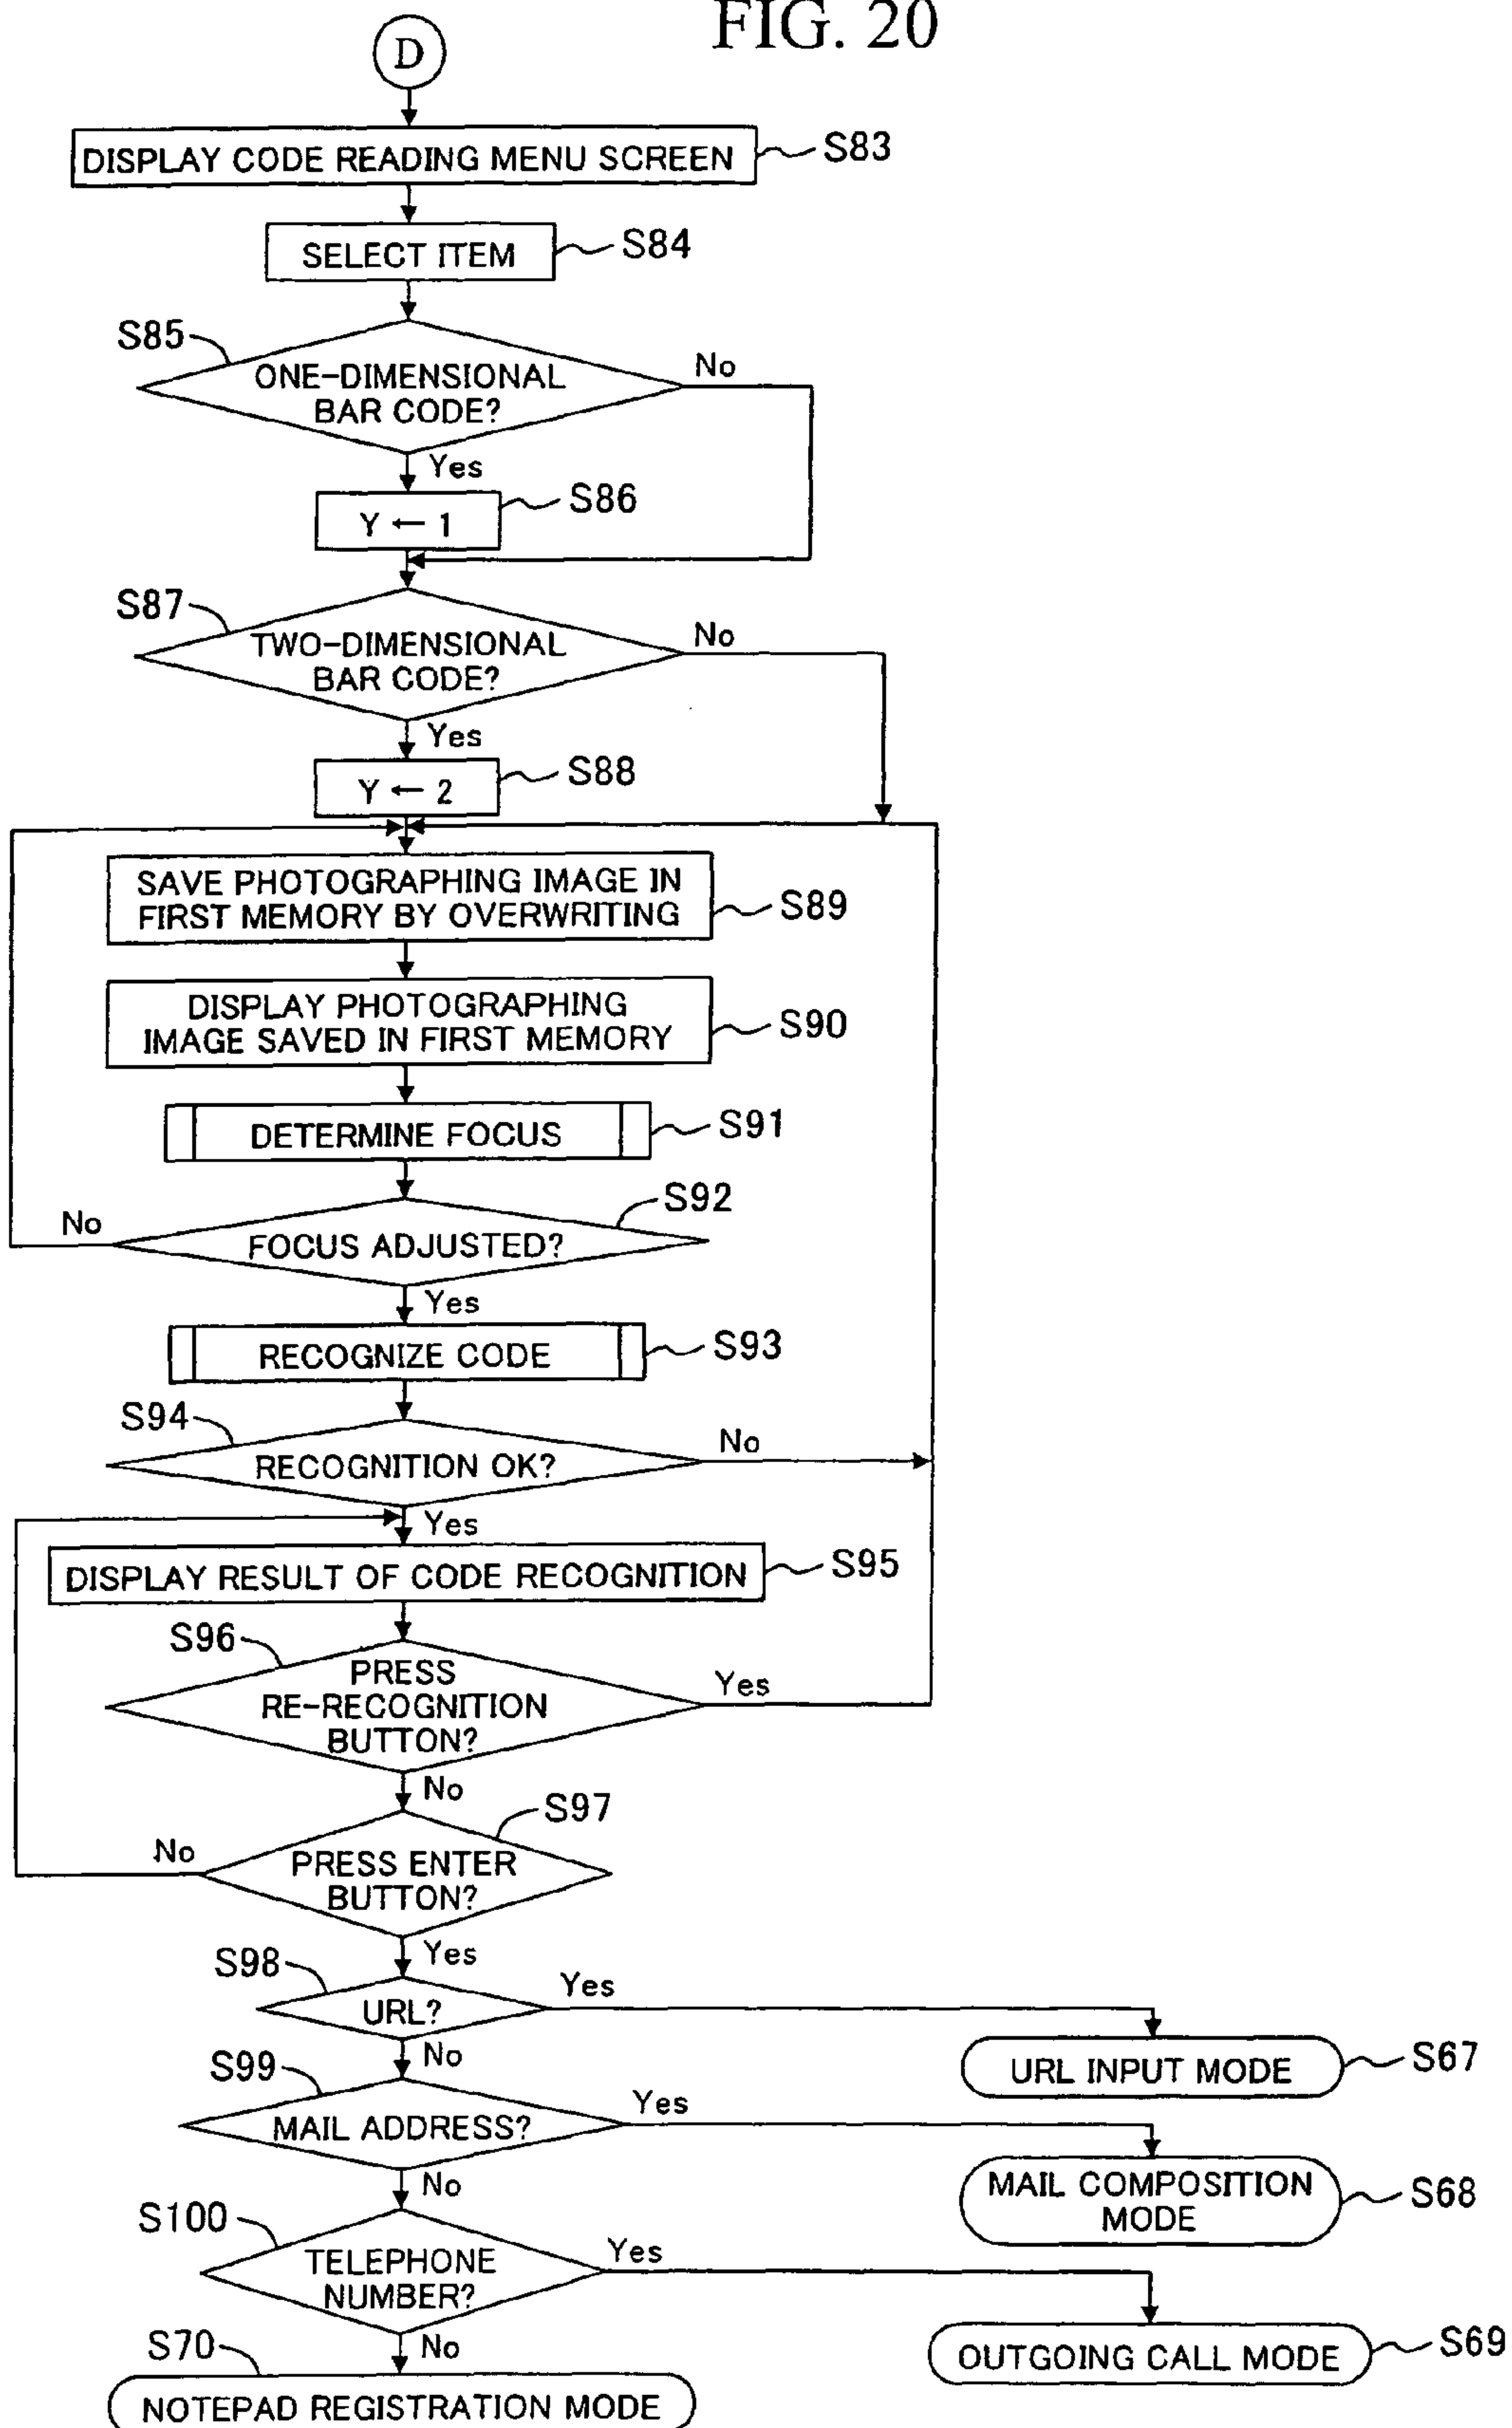 FIG. 20
D
DISPLAY CODE READING MENU SCREEN
S83
SELECT ITEM
S84
S85
ONE-DIMENSIONAL
BAR CODE?
No
Yes
Y ← 1
S86
S87
TWO-DIMENSIONAL
BAR CODE?
No
Yes
Y ← 2
S88
SAVE PHOTOGRAPHING IMAGE IN
FIRST MEMORY BY OVERWRITING
S89
DISPLAY PHOTOGRAPHING
IMAGE SAVED IN FIRST MEMORY
S90
DETERMINE FOCUS
S91
S92
No
FOCUS ADJUSTED?
Yes
RECOGNIZE CODE
S93
S94
RECOGNITION OK?
No
Yes
DISPLAY RESULT OF CODE RECOGNITION
S95
S96
PRESS
RE-RECOGNITION
BUTTON?
Yes
No
S97
No
PRESS ENTER
BUTTON?
Yes
S98
URL?
Yes
URL INPUT MODE
S67
No
S99
MAIL ADDRESS?
Yes
MAIL COMPOSITION
MODE
S68
No
S100
TELEPHONE
NUMBER?
Yes
OUTGOING CALL MODE
S69
No
S70
NOTEPAD REGISTRATION MODE